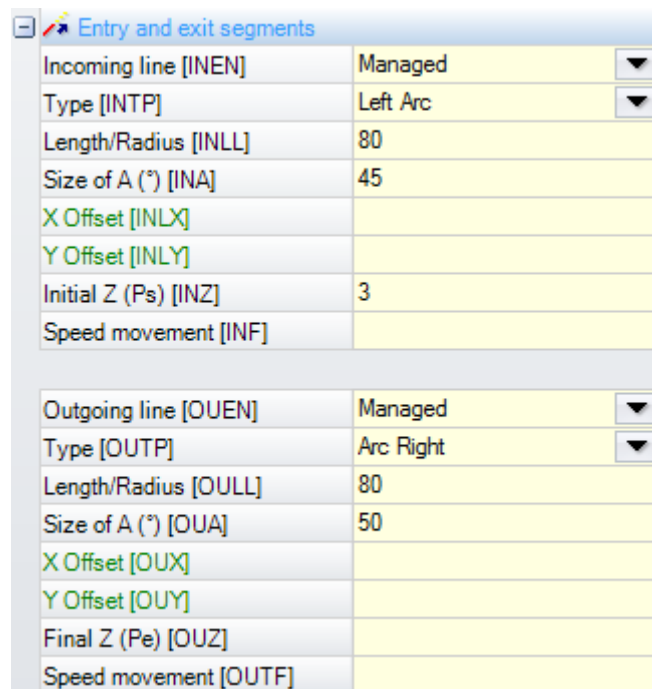 Entry and exit segments
Incoming line [INEN] Managed
Type [INTP] Left Arc
Length/Radius [INLL] 80
Size of A (°) [INA] 45
X Offset [INLX]
Y Offset [INLY]
Initial Z (Ps) [INZ] 3
Speed movement [INF]
Outgoing line [OUEN] Managed
Type [OUTP] Arc Right
Length/Radius [OULL] 80
Size of A (°) [OUA] 50
X Offset [OUX]
Y Offset [OUY]
Final Z (Pe) [OUZ]
Speed movement [OUTF]